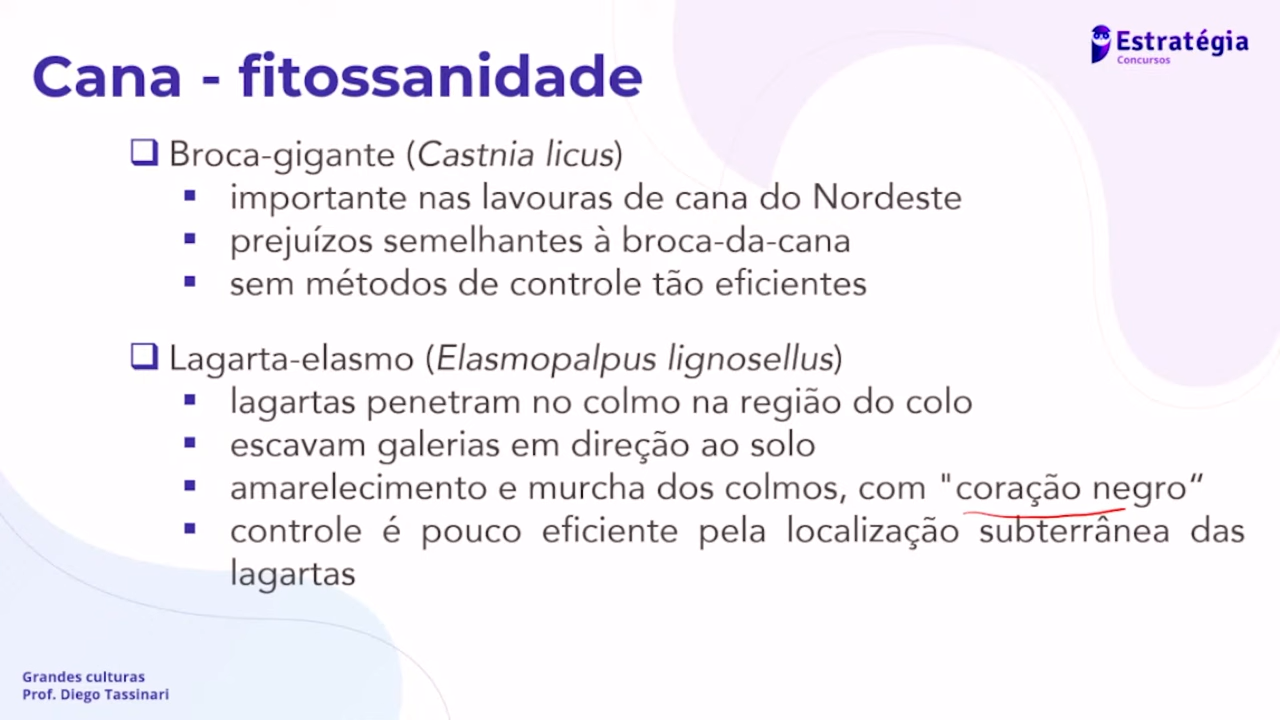 Estratégia
Concursos
Cana - fitossanidade
Broca-gigante (Castnia licus)
importante nas lavouras de cana do Nordeste
prejuízos semelhantes à broca-da-cana
sem métodos de controle tão eficientes
Lagarta-elasmo (Elasmopalpus lignosellus)
lagartas penetram no colmo na região do colo
escavam galerias em direção ao solo
amarelecimento e murcha dos colmos, com "coração negro“
controle é pouco eficiente pela localização subterrânea das
lagartas
Grandes culturas
Prof. Diego Tassinari